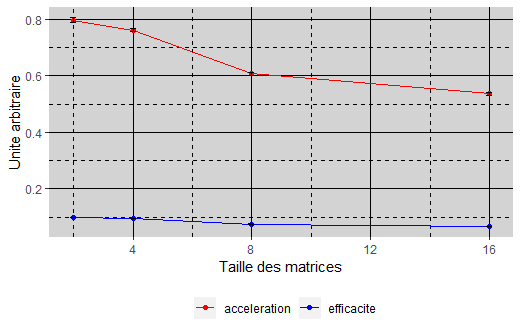 0.8
0.6
0.4
0.2
Unite arbitraire
4 8 12 16
Taille des matrices
acceleration efficacite